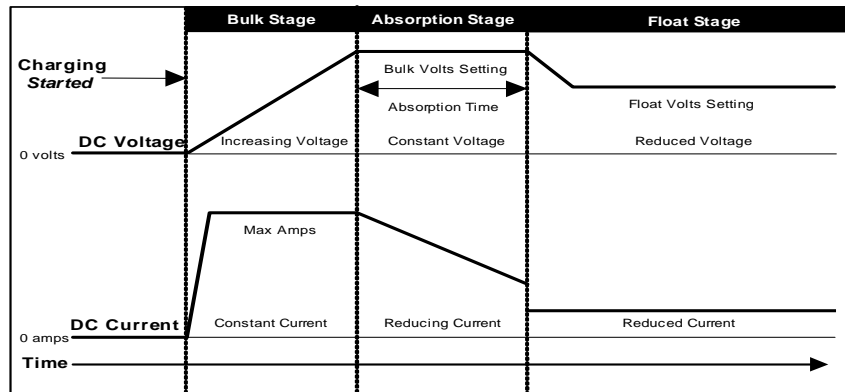 Bulk Stage
Absorption Stage
Float Stage
Charging
Started
Bulk Volts Setting
Absorption Time
Float Volts Setting
DC Voltage
0 volts
Increasing Voltage
Constant Voltage
Reduced Voltage
Max Amps
DC Current
0 amps
Constant Current
Reducing Current
Reduced Current
Time